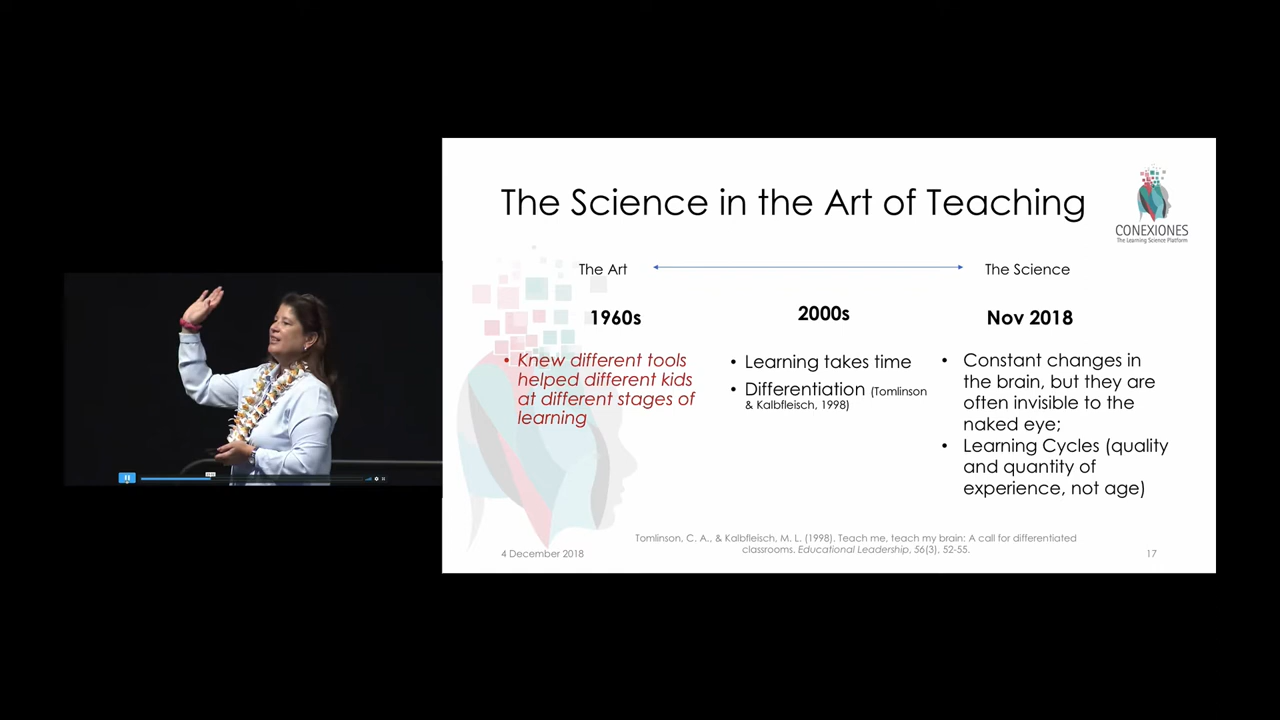 The Science in the Art of Teaching
CONEXIONES
The Learning Science Platform
The Art
The Science
1960s
2000s
Nov 2018
• Knew different tools
helped different kids
at different stages of
learning
• Learning takes time
• Differentiation (Tomlinson
& Kalbfleisch, 1998)
• Constant changes in
the brain, but they are
often invisible to the
naked eye;
• Learning Cycles (quality
and quantity of
experience, not age)
Tomlinson, C. A., & Kalbfleisch, M. L. (1998). Teach me, teach my brain: A call for differentiated
classrooms. Educational Leadership, 56(3), 52-55.
4 December 2018
17